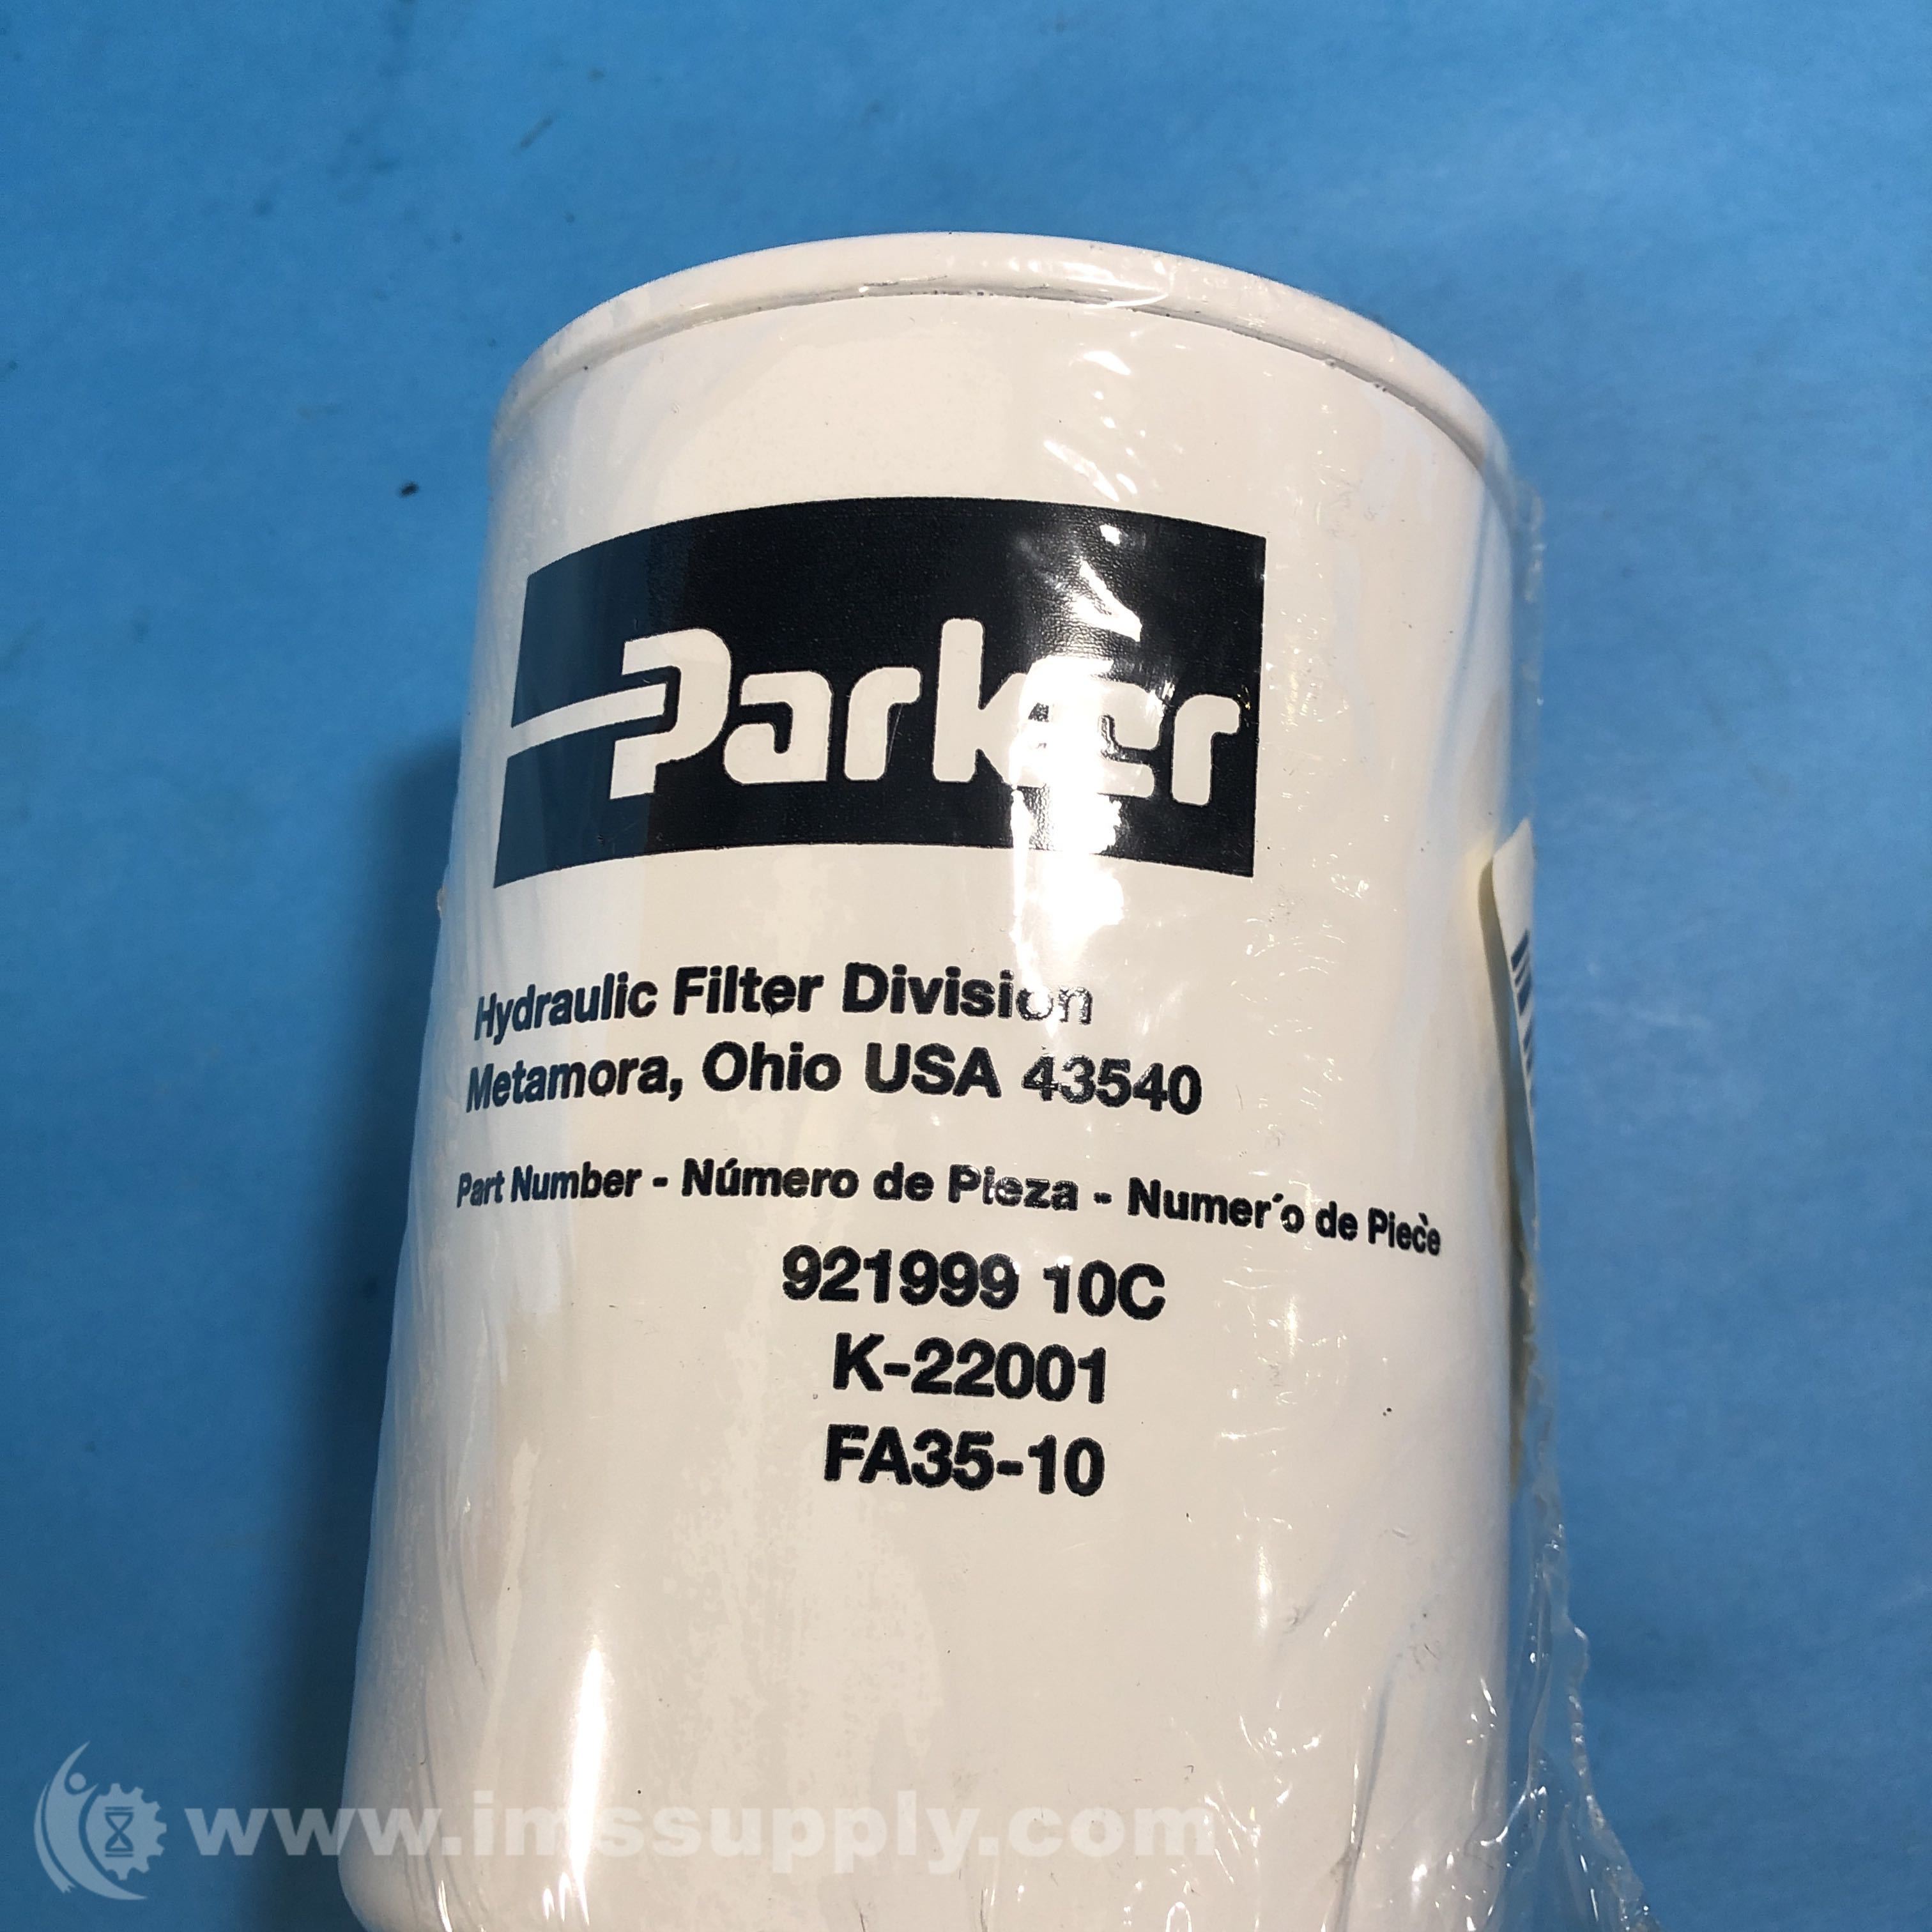 Parker
Hydraulic Filter Division
Metamora, Ohio USA 43540
Part Number - Número de Pieza - Numer´o de Piec`e
921999 10C
K-22001
FA35-10
www.imssupply.com